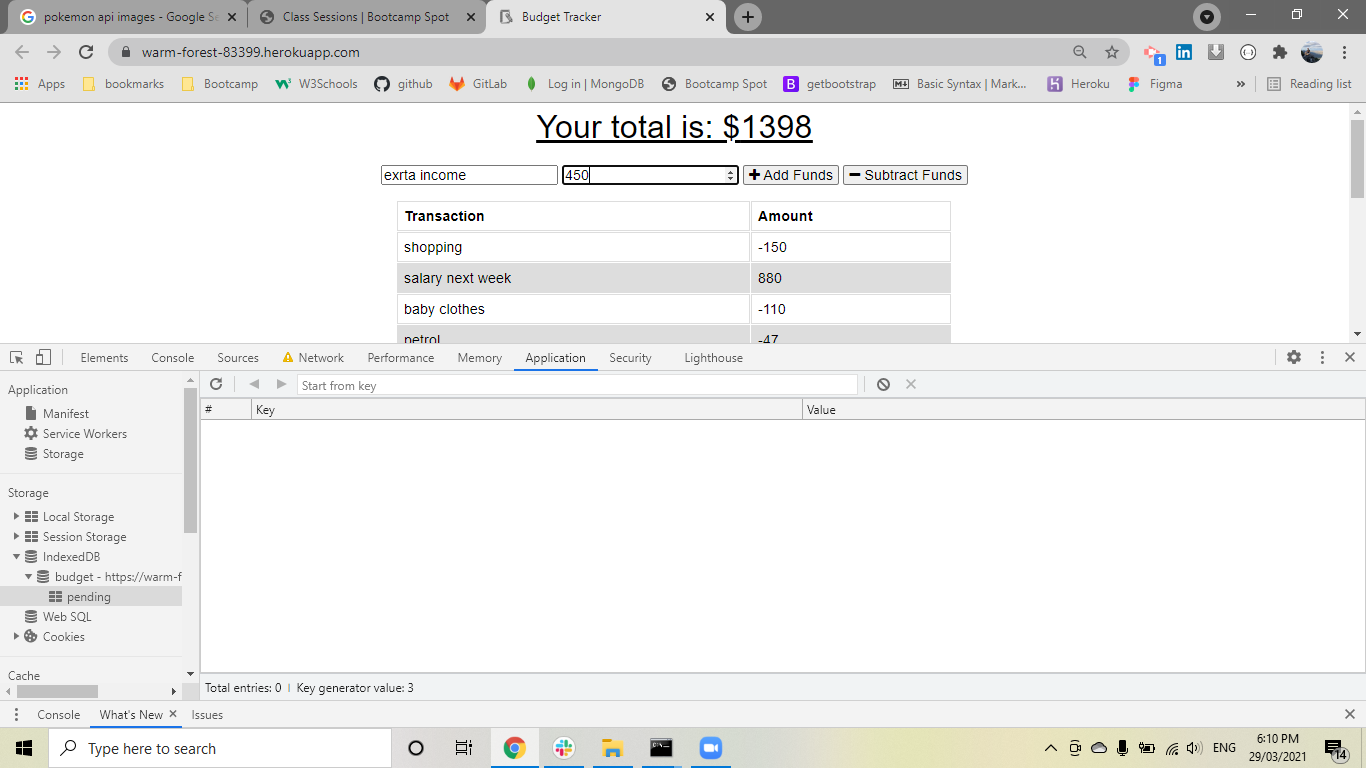 pokemon api images - Google Se
Class Sessions | Bootcamp Spot
Budget Tracker
warm-forest-83399.herokuapp.com
1
Apps
bookmarks
Bootcamp
W3Schools
github
GitLab
Log in | MongoDB
Bootcamp Spot
getbootstrap
Basic Syntax | Mark...
Heroku
Figma
»
Reading list
Your total is: $1398
exrta income 450 Add Funds Subtract Funds
Transaction Amount
shopping -150
salary next week 880
baby clothes -110
petrol -47
Elements Console Sources Network Performance Memory Application Security Lighthouse
Application
Manifest
Service Workers
Storage
Storage
Local Storage
Session Storage
IndexedDB
budget - https://warm-f
pending
Web SQL
Cookies
Cache
Start from key
# Key Value
Total entries: 0 Key generator value: 3
Console What's New Issues
Type here to search
ENG
6:10 PM
29/03/2021
14